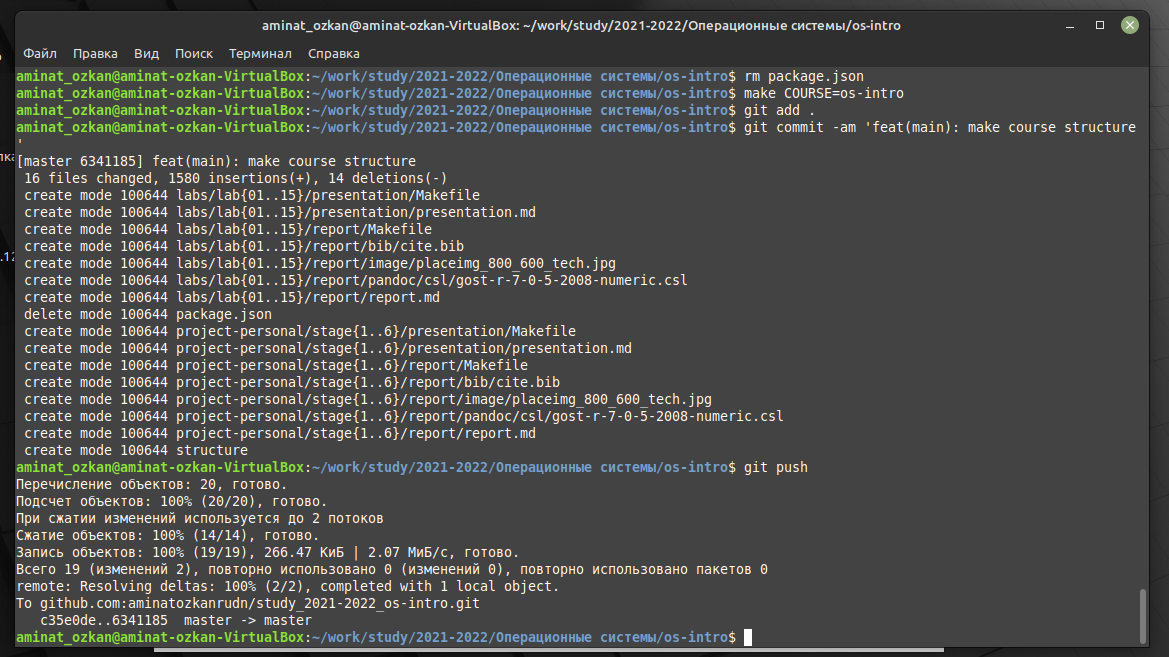 aminat_ozkan@aminat-ozkan-VirtualBox: ~/work/study/2021-2022/Операционные системы/os-intro
Файл Правка Вид Поиск Терминал Справка
aminat_ozkan@aminat-ozkan-VirtualBox:~/work/study/2021-2022/Операционные системы/os-intro$ rm package.json
aminat_ozkan@aminat-ozkan-VirtualBox:~/work/study/2021-2022/Операционные системы/os-intro$ make COURSE=os-intro
aminat_ozkan@aminat-ozkan-VirtualBox:~/work/study/2021-2022/Операционные системы/os-intro$ git add .
aminat_ozkan@aminat-ozkan-VirtualBox:~/work/study/2021-2022/Операционные системы/os-intro$ git commit -am 'feat(main): make course structure
'
[master 6341185] feat(main): make course structure
16 files changed, 1580 insertions(+), 14 deletions(-)
create mode 100644 labs/lab{01..15}/presentation/Makefile
create mode 100644 labs/lab{01..15}/presentation/presentation.md
create mode 100644 labs/lab{01..15}/report/Makefile
create mode 100644 labs/lab{01..15}/report/bib/cite.bib
create mode 100644 labs/lab{01..15}/report/image/placeimg_800_600_tech.jpg
create mode 100644 labs/lab{01..15}/report/pandoc/csl/gost-r-7-0-5-2008-numeric.csl
create mode 100644 labs/lab{01..15}/report/report.md
delete mode 100644 package.json
create mode 100644 project-personal/stage{1..6}/presentation/Makefile
create mode 100644 project-personal/stage{1..6}/presentation/presentation.md
create mode 100644 project-personal/stage{1..6}/report/Makefile
create mode 100644 project-personal/stage{1..6}/report/bib/cite.bib
create mode 100644 project-personal/stage{1..6}/report/image/placeimg_800_600_tech.jpg
create mode 100644 project-personal/stage{1..6}/report/pandoc/csl/gost-r-7-0-5-2008-numeric.csl
create mode 100644 project-personal/stage{1..6}/report/report.md
create mode 100644 structure
aminat_ozkan@aminat-ozkan-VirtualBox:~/work/study/2021-2022/Операционные системы/os-intro$ git push
Перечисление объектов: 20, готово.
Подсчет объектов: 100% (20/20), готово.
При сжатии изменений используется до 2 потоков
Сжатие объектов: 100% (14/14), готово.
Запись объектов: 100% (19/19), 266.47 КиБ | 2.07 МиБ/с, готово.
Всего 19 (изменений 2), повторно использовано 0 (изменений 0), повторно использовано пакетов 0
remote: Resolving deltas: 100% (2/2), completed with 1 local object.
To github.com:aminatozkanrudn/study_2021-2022_os-intro.git
c35e0de..6341185 master -> master
aminat_ozkan@aminat-ozkan-VirtualBox:~/work/study/2021-2022/Операционные системы/os-intro$